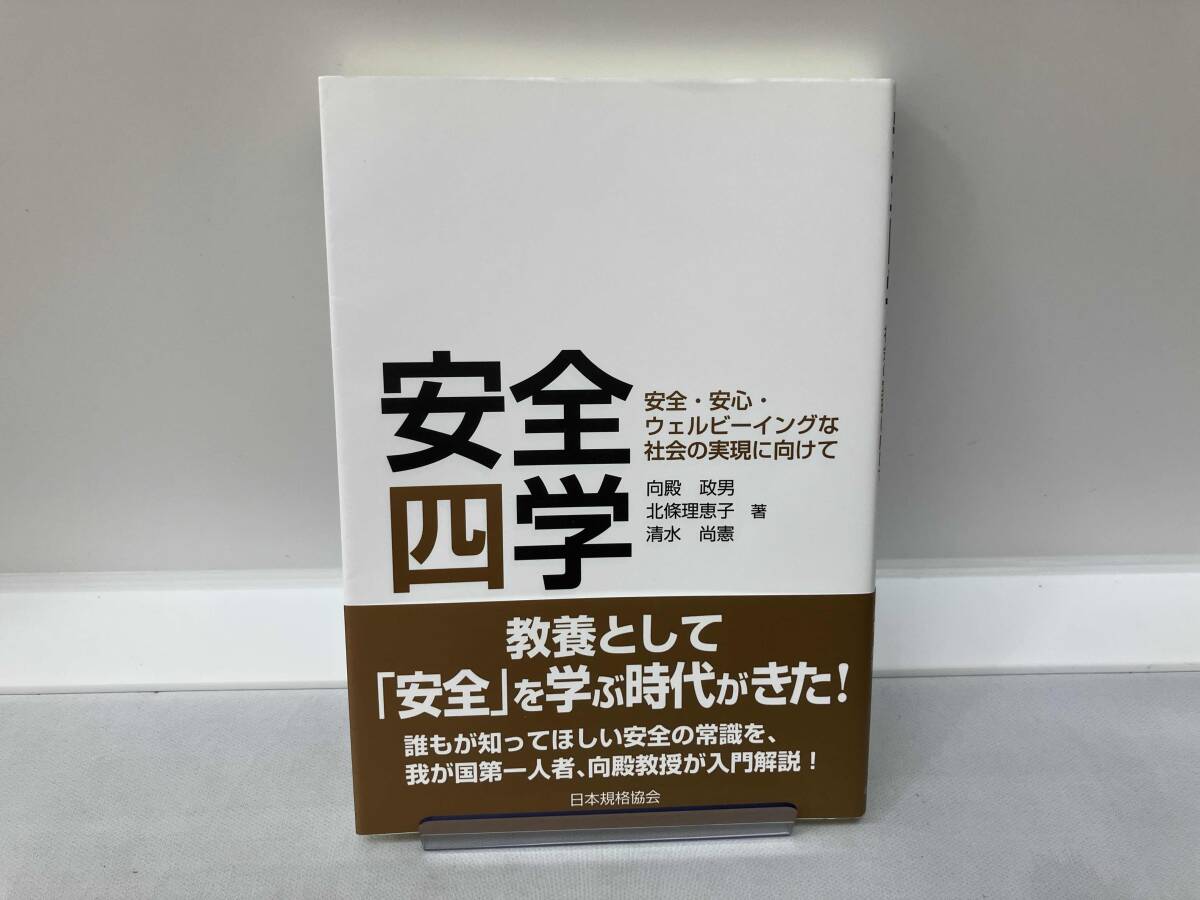 安全
四学
安全・安心・
ウェルビーイングな
社会の実現に向けて
向殿 政男
北條理恵子 著
清水 尚憲
教養として
「安全」を学ぶ時代がきた!
誰もが知ってほしい安全の常識を、
我が国第一人者、向殿教授が入門解説!
日本規格協会